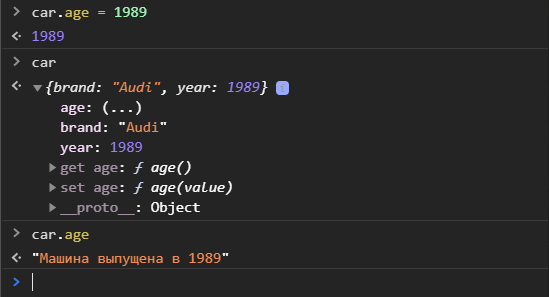 > car.age = 1989
< 1989
> car
< ▼{brand: "Audi", year: 1989} i
age: (...)
brand: "Audi"
year: 1989
▶ get age: ƒ age()
▶ set age: ƒ age(value)
▶ __proto__: Object
> car.age
< "Машина выпущена в 1989"
>